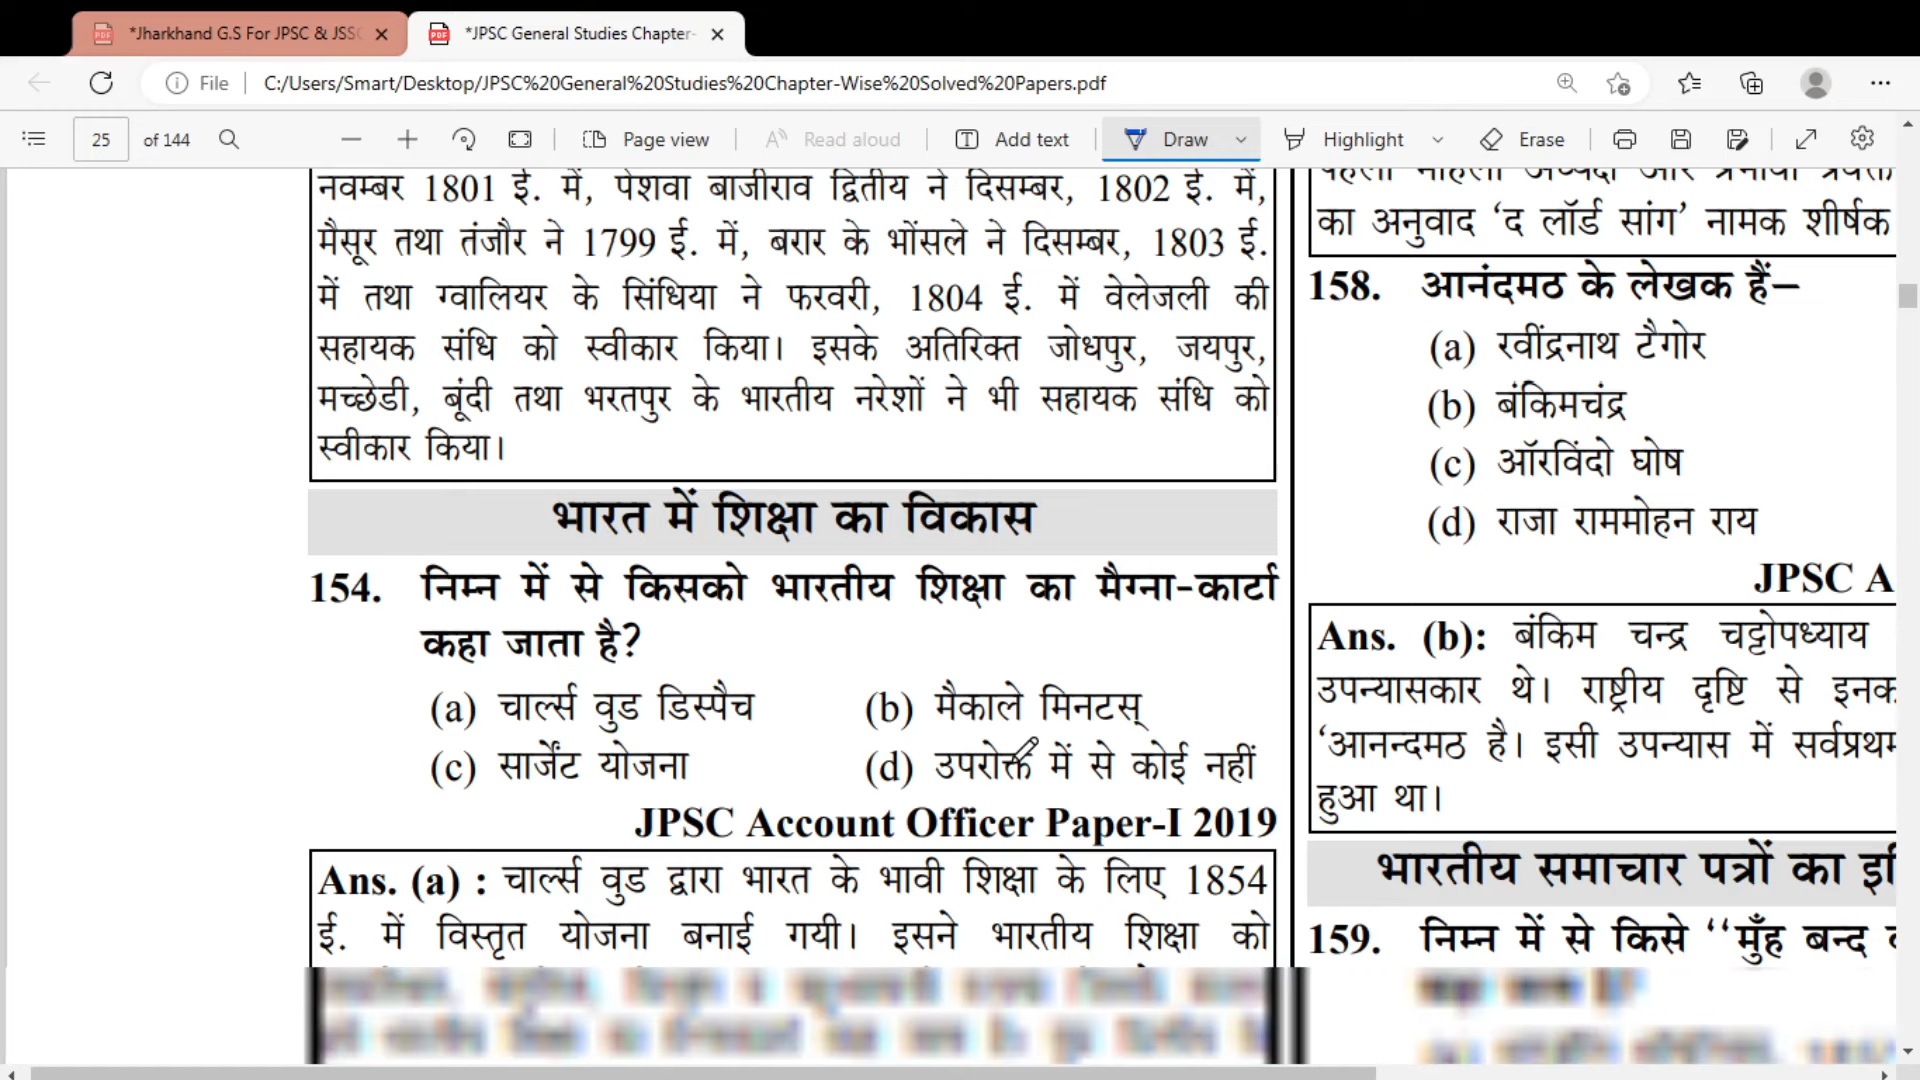 *Jharkhand G.S For JPSC & JSSC
*JPSC General Studies Chapter-
File
C:/Users/Smart/Desktop/JPSC%20General%20Studies%20Chapter-Wise%20Solved%20Papers.pdf
25 of 144
Page view
Read aloud
Add text
Draw
Highlight
Erase
नवम्बर 1801 ई. में, पेशवा बाजीराव द्वितीय ने दिसम्बर, 1802 ई. में,
मैसूर तथा तंजौर ने 1799 ई. में, बरार के भोंसले ने दिसम्बर, 1803 ई.
में तथा ग्वालियर के सिंधिया ने फरवरी, 1804 ई. में वेलेजली की
सहायक संधि को स्वीकार किया। इसके अतिरिक्त जोधपुर, जयपुर,
मच्छेडी, बूंदी तथा भरतपुर के भारतीय नरेशों ने भी सहायक संधि को
स्वीकार किया।
भारत में शिक्षा का विकास
154. निम्न में से किसको भारतीय शिक्षा का मैग्ना-कार्टा
कहा जाता है?
(a) चार्ल्स वुड डिस्पैच (b) मैकाले मिनटस्
(c) सार्जेंट योजना (d) उपरोक्त में से कोई नहीं
JPSC Account Officer Paper-I 2019
Ans. (a) : चार्ल्स वुड द्वारा भारत के भावी शिक्षा के लिए 1854
ई. में विस्तृत योजना बनाई गयी। इसने भारतीय शिक्षा को
का अनुवाद ‘द लॉर्ड सांग’ नामक शीर्षक
158. आनंदमठ के लेखक हैं–
(a) रवींद्रनाथ टैगोर
(b) बंकिमचंद्र
(c) ऑरविंदो घोष
(d) राजा राममोहन राय
JPSC A
Ans. (b): बंकिम चन्द्र चट्टोपध्याय
उपन्यासकार थे। राष्ट्रीय दृष्टि से
‘आनन्दमठ है। इसी उपन्यास में सर्वप्रथम
हुआ था।
भारतीय समाचार पत्रों का
159. निम्न में से किसे ‘‘मुँह बन्द